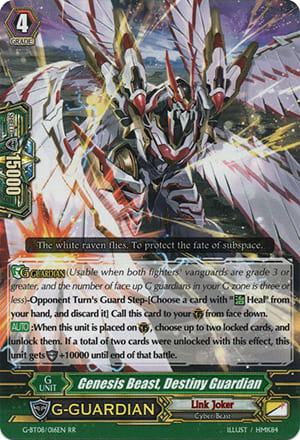 4
GRADE
15000
The white raven flies. To protect the fate of subspace.
G GUARDIAN (Usable when both fighters' vanguards are grade 3 or
greater, and the number of face up G guardians in your G zone is three or
less)-Opponent Turn's Guard Step-[Choose a card with "Heal" from
your hand, and discard it] Call this card to your from face down.
AUTO :When this unit is placed on , choose up to two locked cards, and
unlock them. If a total of two cards were unlocked with this effect, this
unit gets +10000 until end of that battle.
G
UNIT
Genesis Beast, Destiny Guardian
G-GUARDIAN
Link Joker
Cyber Beast
G-BT08/016EN RR
ILLUST / HMK84